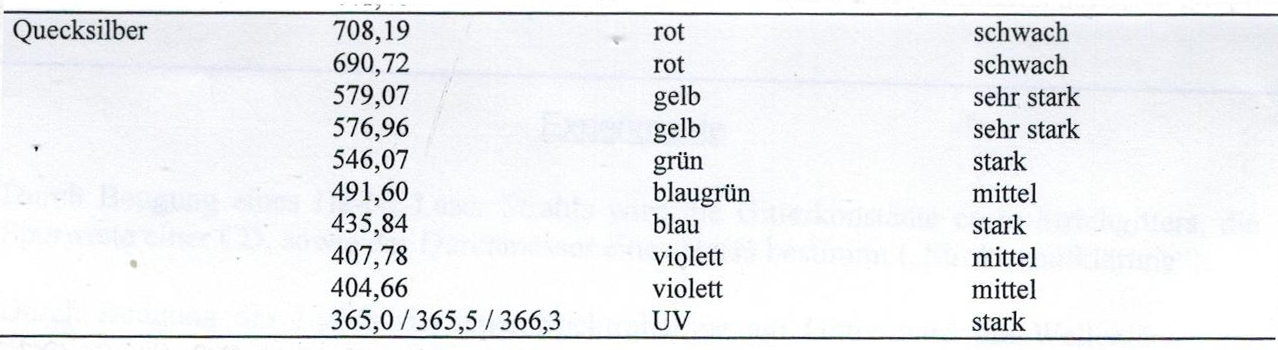 Quecksilber 708,19 rot schwach
690,72 rot schwach
579,07 gelb sehr stark
576,96 gelb sehr stark
546,07 grün stark
491,60 blaugrün mittel
435,84 blau stark
407,78 violett mittel
404,66 violett mittel
365,0 / 365,5 / 366,3 UV stark